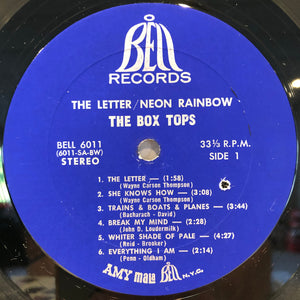 BELL
RECORDS
THE LETTER/NEON RAINBOW
THE BOX TOPS
BELL 6011
(6011-SA-BW)
STEREO
33⅓ R.P.M.
SIDE 1
1. THE LETTER — (1:58)
(Wayne Carson Thompson)
2. SHE KNOWS HOW — (3:08)
(Wayne Carson Thompson)
3. TRAINS & BOATS & PLANES — (3:44)
(Bacharach - David)
4. BREAK MY MIND — (2:28)
(John D. Loudermilk)
5. WHITER SHADE OF PALE — (4:27)
(Reid - Brooker)
6. EVERYTHING I AM — (2:14)
(Penn - Oldham)
AMY mala BELL N.Y.C.